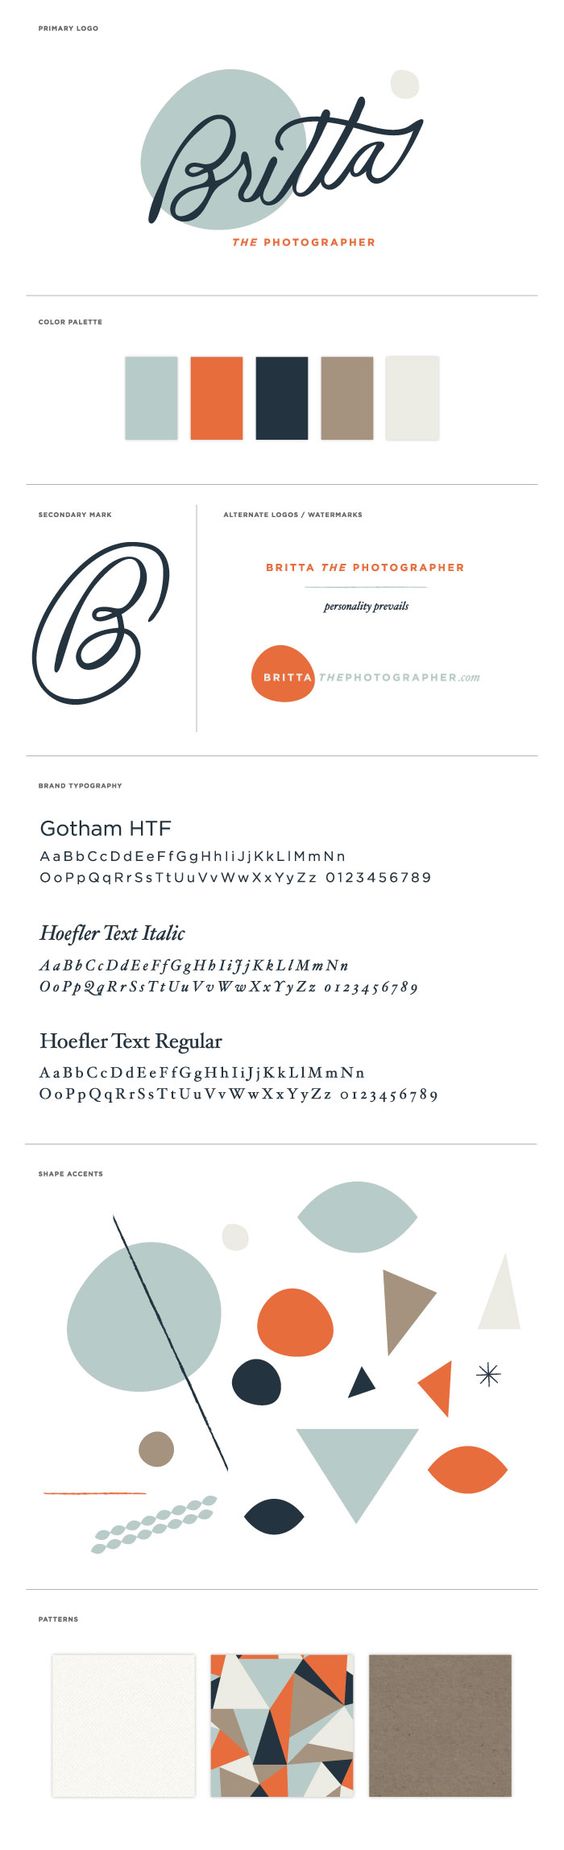 PRIMARY LOGO
Britta
THE PHOTOGRAPHER
COLOR PALETTE
SECONDARY MARK
B
ALTERNATE LOGOS / WATERMARKS
BRITTA THE PHOTOGRAPHER
personality prevails
BRITTA THEPHOTOGRAPHER.com
BRAND TYPOGRAPHY
Gotham HTF
AaBbCcDdEeFfGgHhIiJjKkLlMmNn
OoPpQqRrSsTtUuVvWwXxYyZz 0123456789
Hoefler Text Italic
AaBbCcDdEeFfGgHhIiJjKkLlMmNn
OoPpQqRrSsTtUuVvWwXxYyZz 0123456789
Hoefler Text Regular
AaBbCcDdEeFfGgHhIiJjKkLlMmNn
OoPpQqRrSsTtUuVvWwXxYyZz 0123456789
SHAPE ACCENTS
PATTERNS